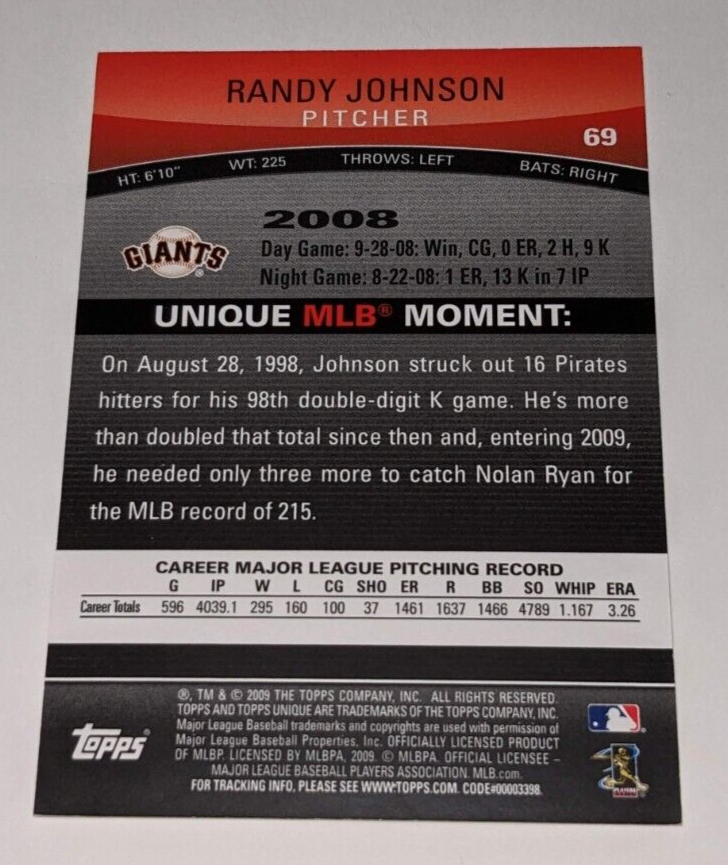 RANDY JOHNSON
PITCHER
69
HT: 6'10" WT: 225 THROWS: LEFT BATS: RIGHT
2008
GIANTS ®
Day Game: 9-28-08: Win, CG, 0 ER, 2 H, 9 K
Night Game: 8-22-08: 1 ER, 13 K in 7 IP
UNIQUE MLB® MOMENT:
On August 28, 1998, Johnson struck out 16 Pirates
hitters for his 98th double-digit K game. He's more
than doubled that total since then and, entering 2009,
he needed only three more to catch Nolan Ryan for
the MLB record of 215.
CAREER MAJOR LEAGUE PITCHING RECORD
G IP W L CG SHO ER R BB SO WHIP ERA
Career Totals 596 4039.1 295 160 100 37 1461 1637 1466 4789 1.167 3.26
®, TM & © 2009 THE TOPPS COMPANY, INC. ALL RIGHTS RESERVED.
TOPPS AND TOPPS UNIQUE ARE TRADEMARKS OF THE TOPPS COMPANY, INC.
Major League Baseball trademarks and copyrights are used with permission of
Major League Baseball Properties, Inc. OFFICIALLY LICENSED PRODUCT
OF MLBP. LICENSED BY MLBPA, 2009. © MLBPA. OFFICIAL LICENSEE –
MAJOR LEAGUE BASEBALL PLAYERS ASSOCIATION. MLB.com.
FOR TRACKING INFO, PLEASE SEE WWW.TOPPS.COM. CODE#00003398
topps®
PLAYERS